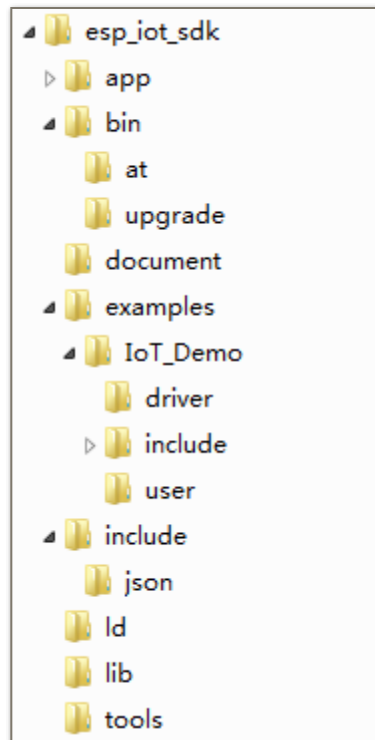 esp_iot_sdk
app
bin
at
upgrade
document
examples
IoT_Demo
driver
include
user
include
json
ld
lib
tools